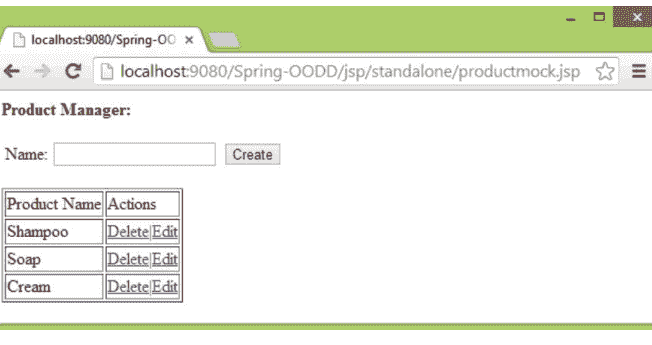 localhost:9080/Spring-OO
localhost:9080/Spring-OODD/jsp/standalone/productmock.jsp
Product Manager:
Name: Create
Product Name Actions
Shampoo Delete|Edit
Soap Delete|Edit
Cream Delete|Edit